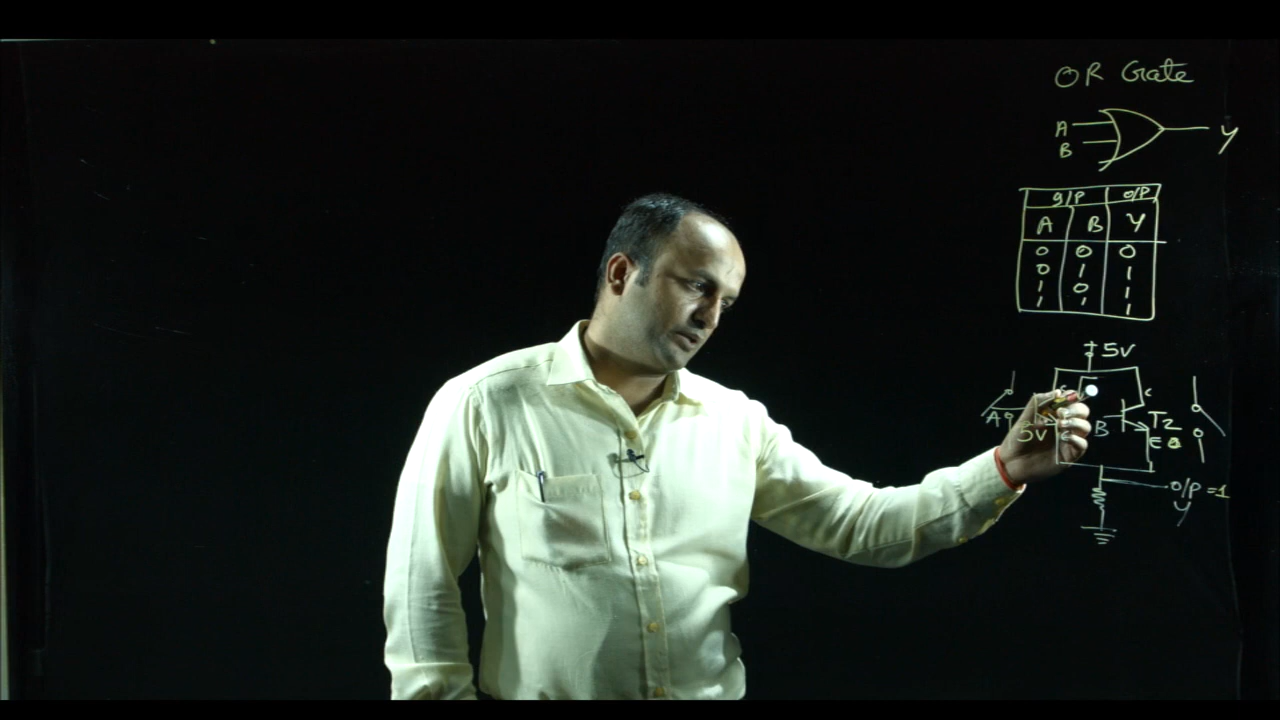 OR Gate
A
B
Y
I/P O/P
A B Y
0 0 0
0 1 1
1 0 1
1 1 1
5V
C
A
5V
B
T2
E
O/P = 1
Y